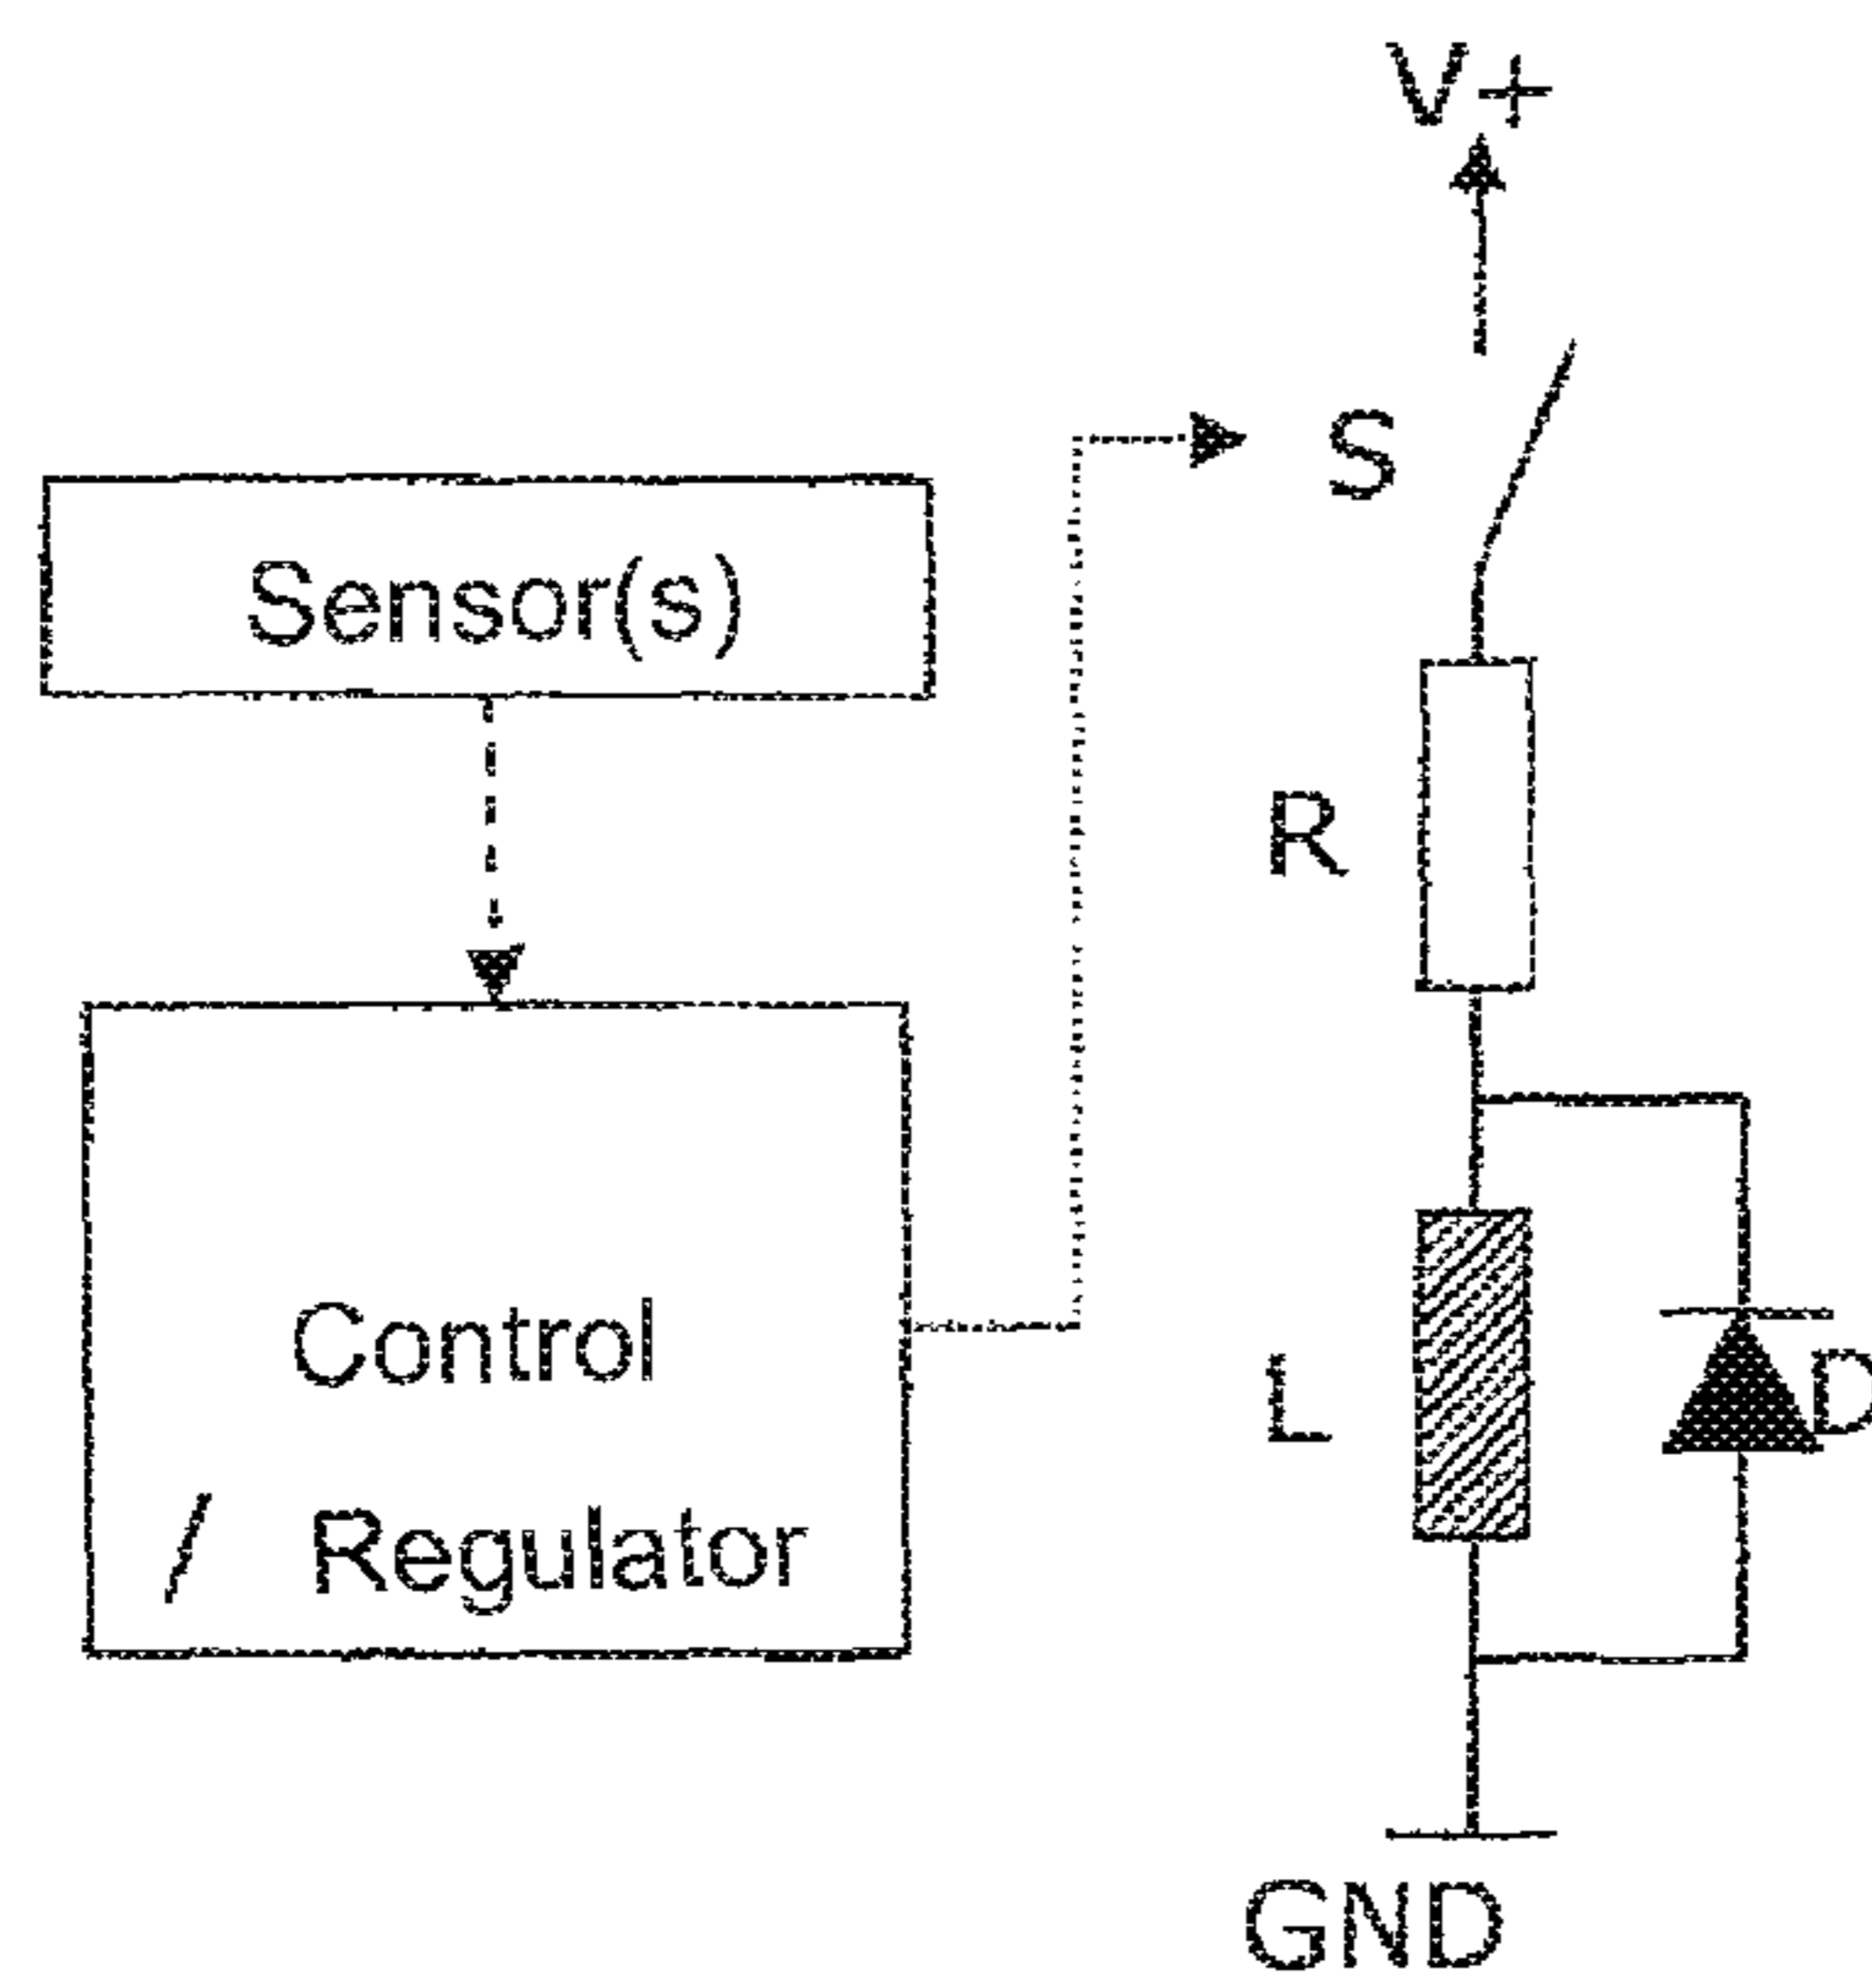 V+
S
Sensor(s)
R
Control
/ Regulator
L
D
GND